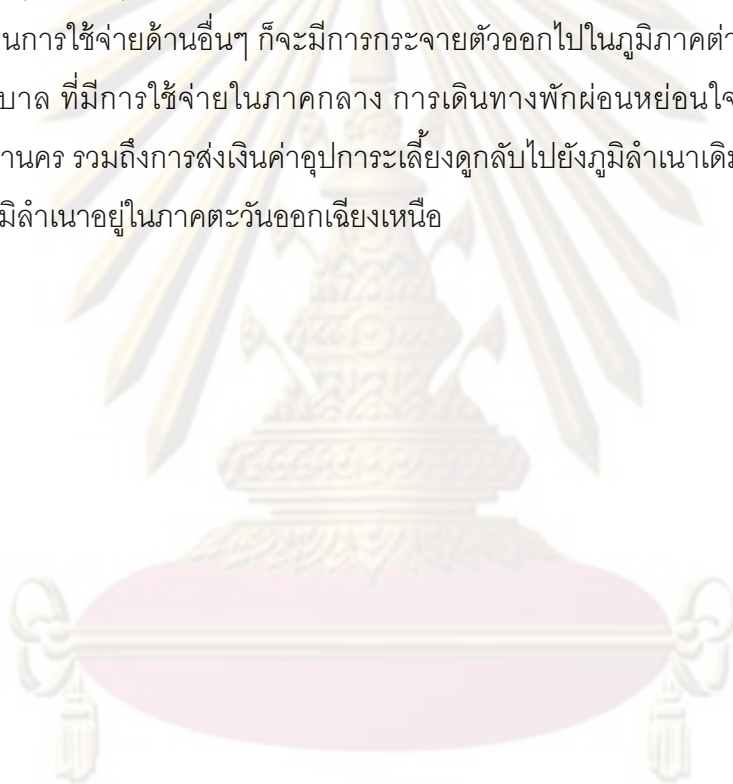 นการใช้จ่ายด้านอื่นๆ ก็จะมีการกระจายตัวออกไปในภูมิภาคต่า
บาล ที่มีการใช้จ่ายในภาคกลาง การเดินทางพักผ่อนหย่อนใจ
านคร รวมถึงการส่งเงินค่าอุปการะเลี้ยงดูกลับไปยังภูมิลำเนาเดิม
มิลำเนาอยู่ในภาคตะวันออกเฉียงเหนือ